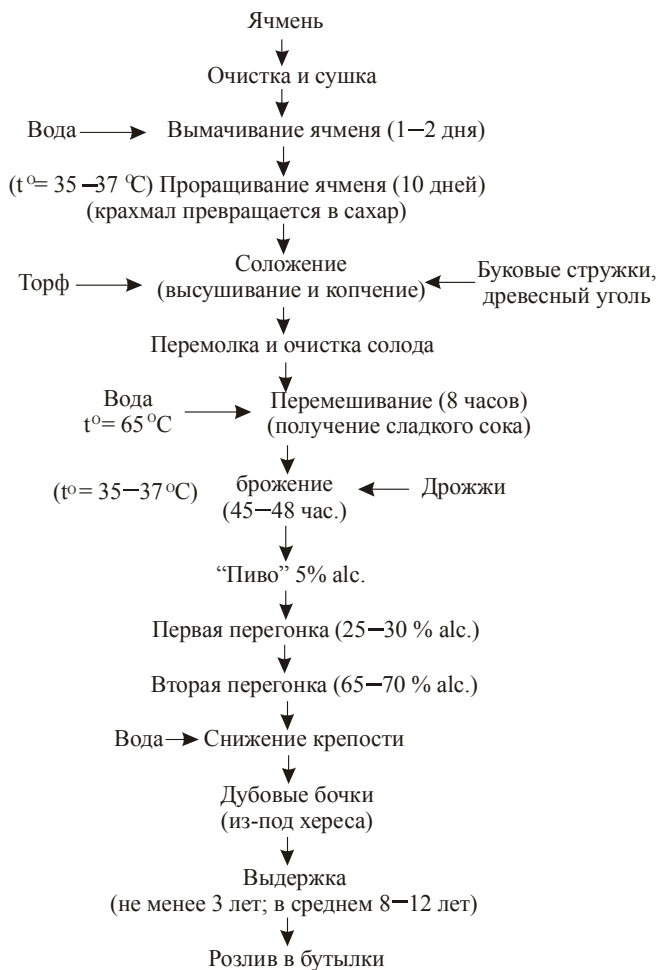 Ячмень
Очистка и сушка
Вода
Вымачивание ячменя (1–2 дня)
(t°= 35–37 °C) Проращивание ячменя (10 дней)
(крахмал превращается в сахар)
Торф
Соложение
(высушивание и копчение)
Буковые стружки,
древесный уголь
Перемолка и очистка солода
Вода
t°= 65 °C
Перемешивание (8 часов)
(получение сладкого сока)
(t°= 35–37 °C)
брожение
(45–48 час.)
Дрожжи
“Пиво” 5% alc.
Первая перегонка (25–30 % alc.)
Вторая перегонка (65–70 % alc.)
Вода
Снижение крепости
Дубовые бочки
(из-под хереса)
Выдержка
(не менее 3 лет; в среднем 8–12 лет)
Розлив в бутылки